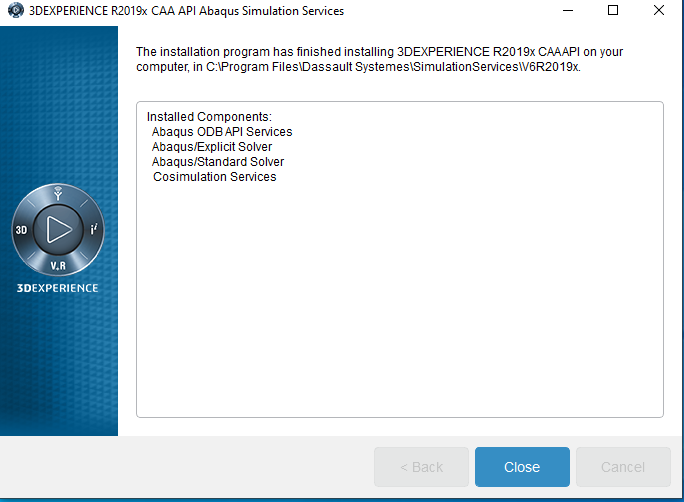 3DEXPERIENCE R2019x CAA API Abaqus Simulation Services
The installation program has finished installing 3DEXPERIENCE R2019x CAAAPI on your
computer, in C:\Program Files\Dassault Systemes\SimulationServices\V6R2019x.
Installed Components:
Abaqus ODB API Services
Abaqus/Explicit Solver
Abaqus/Standard Solver
Cosimulation Services
3D
i
V.R
3DEXPERIENCE
< Back
Close
Cancel